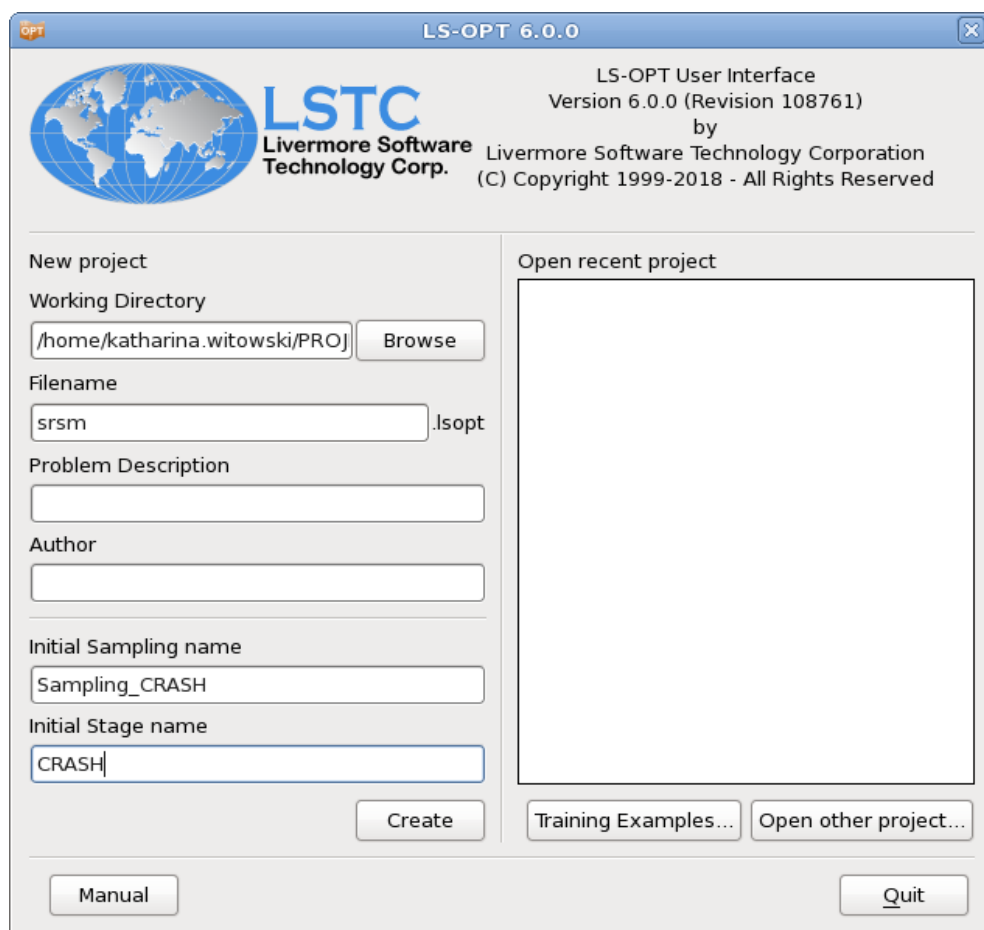 OPT
LS-OPT 6.0.0
LSTC
Livermore Software
Technology Corp.
LS-OPT User Interface
Version 6.0.0 (Revision 108761)
by
Livermore Software Technology Corporation
(C) Copyright 1999-2018 - All Rights Reserved
New project
Working Directory
/home/katharina.witowski/PROJ
Browse
Filename
srsm
.lsopt
Problem Description
Author
Initial Sampling name
Sampling_CRASH
Initial Stage name
CRASH
Create
Open recent project
Training Examples...
Open other project...
Manual
Quit